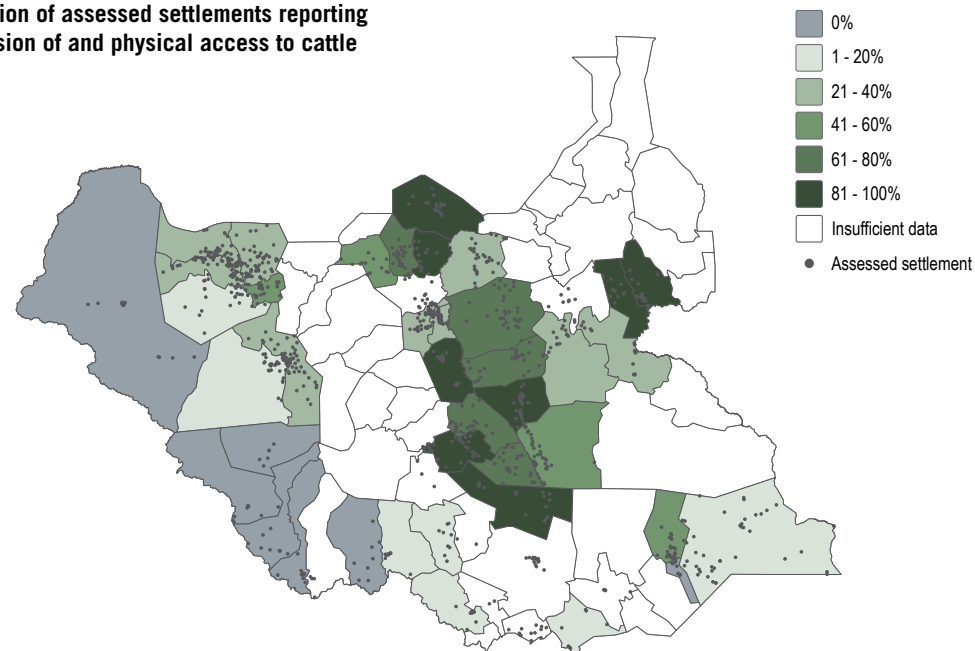 ion of assessed settlements reporting
sion of and physical access to cattle
0%
1 - 20%
21 - 40%
41 - 60%
61 - 80%
81 - 100%
Insufficient data
Assessed settlement